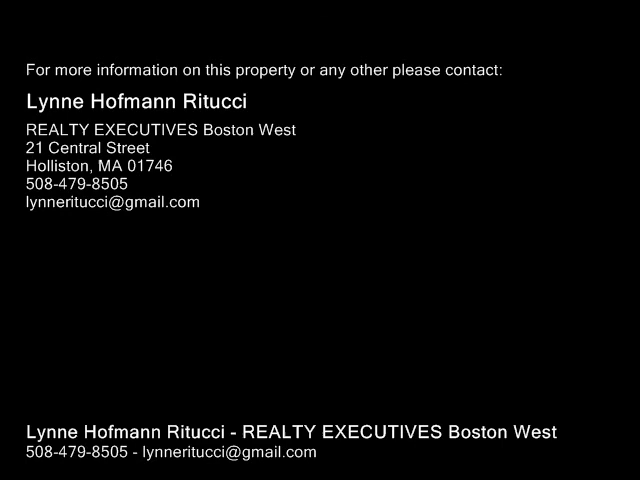 For more information on this property or any other please contact:
Lynne Hofmann Ritucci
REALTY EXECUTIVES Boston West
21 Central Street
Holliston, MA 01746
508-479-8505
lynneritucci@gmail.com
Lynne Hofmann Ritucci - REALTY EXECUTIVES Boston West
508-479-8505 - lynneritucci@gmail.com